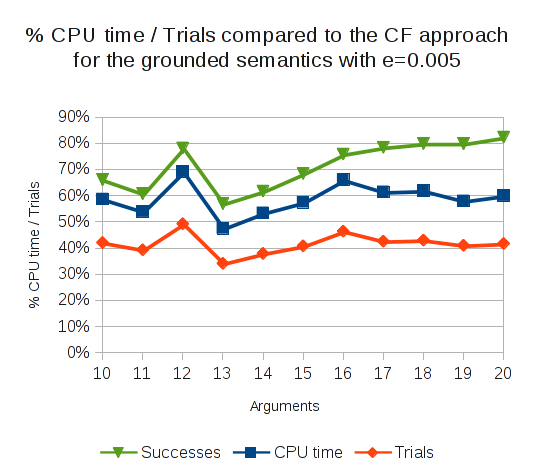 % CPU time / Trials compared to the CF approach
for the grounded semantics with e=0.005
90%
80%
70%
60%
50%
40%
30%
20%
10%
0%
% CPU time / Trials
10 11 12 13 14 15 16 17 18 19 20
Arguments
Successes CPU time Trials